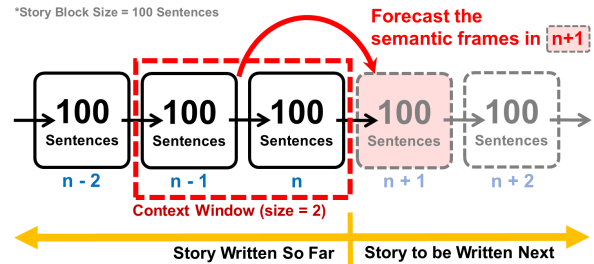 *Story Block Size = 100 Sentences
Forecast the
semantic frames in n+1
100
Sentences
100
Sentences
100
Sentences
100
Sentences
100
Sentences
n - 2
n - 1
n
n + 1
n + 2
Context Window (size = 2)
Story Written So Far
Story to be Written Next